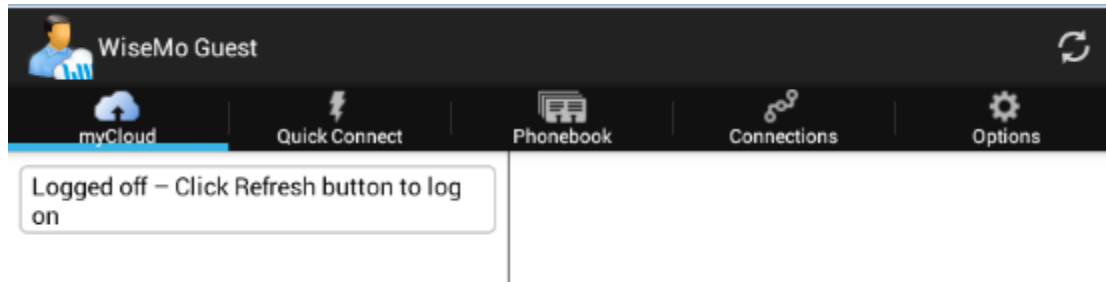 WiseMo Guest
myCloud
Quick Connect
Phonebook
Connections
Options
Logged off – Click Refresh button to log
on